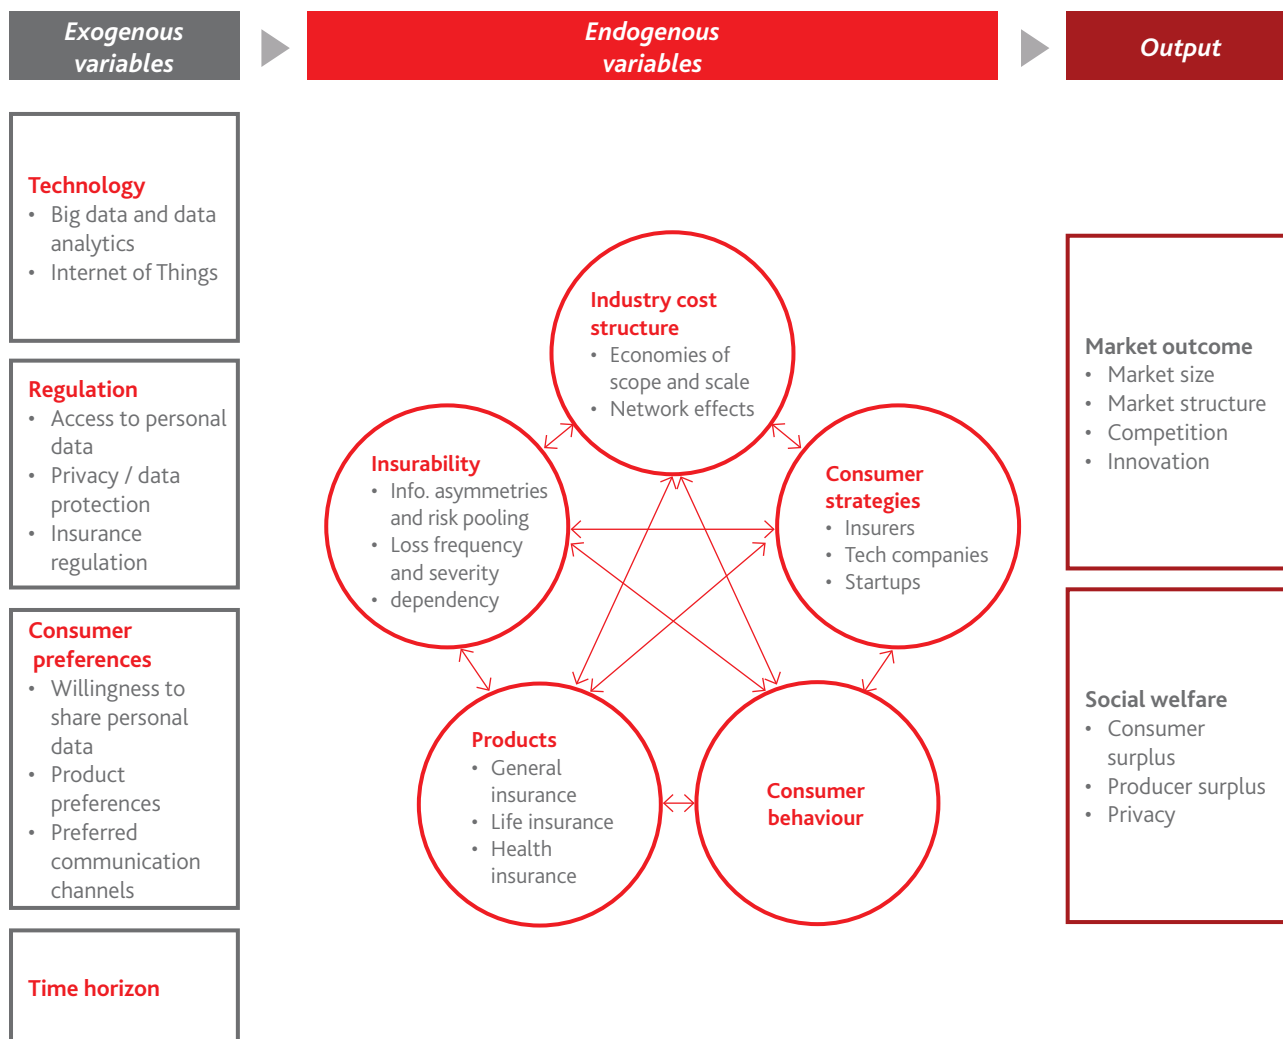 Exogenous
variables
Endogenous
variables
Output
Technology
• Big data and data
analytics
• Internet of Things
Regulation
• Access to personal
data
• Privacy / data
protection
• Insurance
regulation
Consumer
preferences
• Willingness to
share personal
data
• Product
preferences
• Preferred
communication
channels
Time horizon
Industry cost
structure
• Economies of
scope and scale
• Network effects
Insurability
• Info. asymmetries
and risk pooling
• Loss frequency
and severity
• dependency
Consumer
strategies
• Insurers
• Tech companies
• Startups
Products
• General
insurance
• Life insurance
• Health
insurance
Consumer
behaviour
Market outcome
• Market size
• Market structure
• Competition
• Innovation
Social welfare
• Consumer
surplus
• Producer surplus
• Privacy